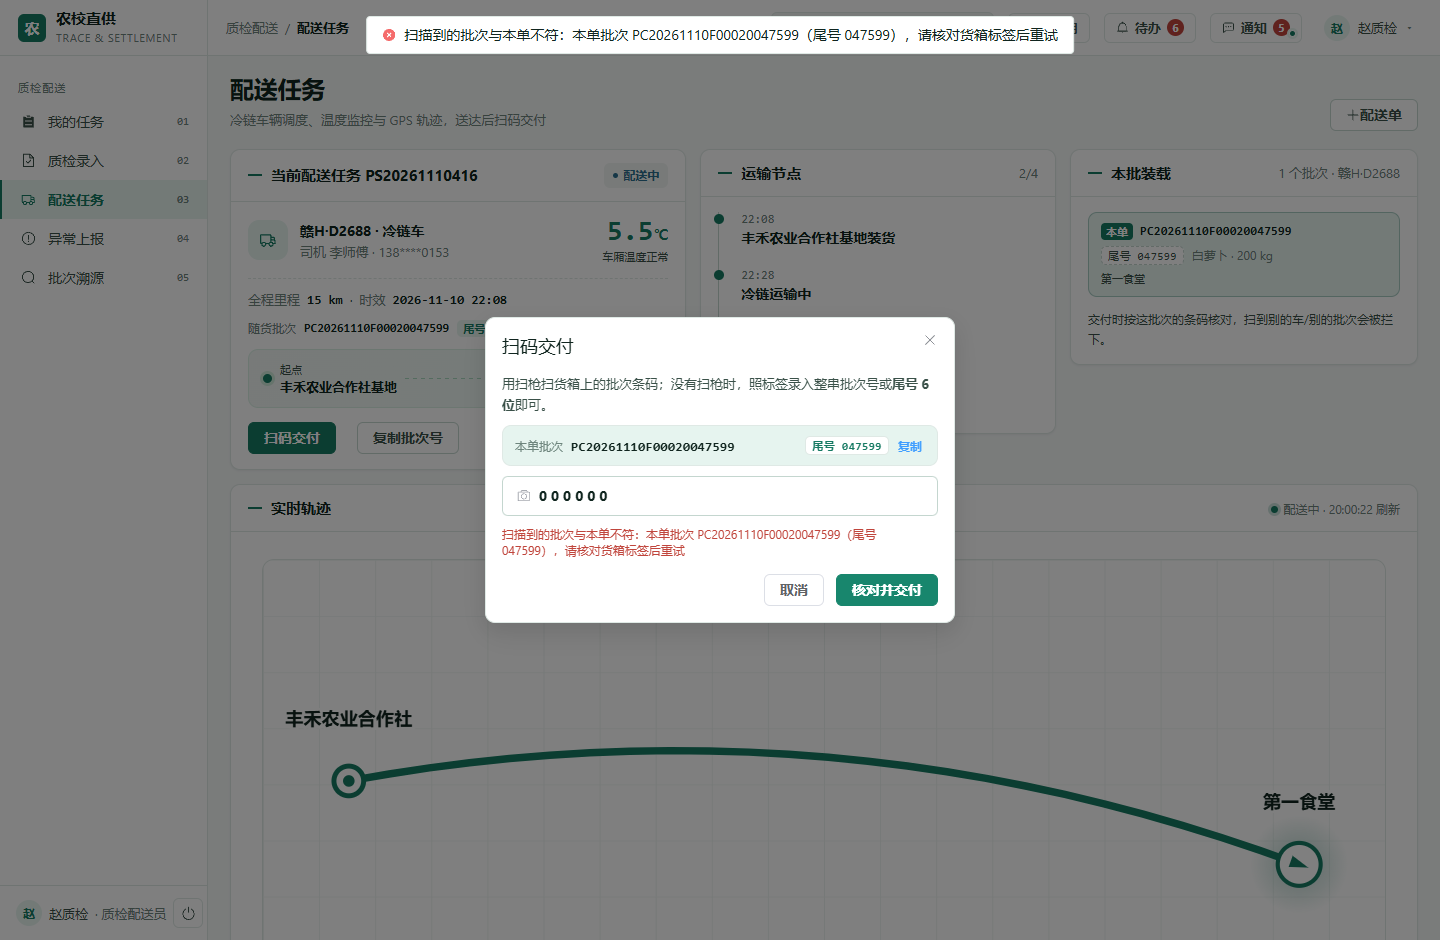 农
农校直供
TRACE & SETTLEMENT
质检配送 / 配送任务
扫描到的批次与本单不符：本单批次 PC20261110F00020047599（尾号 047599），请核对货箱标签后重试
待办 6
通知 5
赵 赵质检
质检配送
我的任务 01
质检录入 02
配送任务 03
异常上报 04
批次溯源 05
配送任务
冷链车辆调度、温度监控与 GPS 轨迹，送达后扫码交付
＋配送单
当前配送任务 PS20261110416
配送中
赣H·D2688 · 冷链车
司机 李师傅 · 138****0153
5.5℃
车厢温度正常
全程里程 15 km · 时效 2026-11-10 22:08
随货批次 PC20261110F00020047599 尾号
起点
丰禾农业合作社基地
扫码交付
复制批次号
运输节点 2/4
22:08
丰禾农业合作社基地装货
22:28
冷链运输中
本批装载 1 个批次 · 赣H·D2688
本单 PC20261110F00020047599
尾号 047599 白萝卜 · 200 kg
第一食堂
交付时按这批次的条码核对，扫到别的车/别的批次会被拦
下。
扫码交付
用扫枪扫货箱上的批次条码；没有扫枪时，照标签录入整串批次号或尾号 6
位即可。
本单批次 PC20261110F00020047599 尾号 047599 复制
000000
扫描到的批次与本单不符：本单批次 PC20261110F00020047599（尾号
047599），请核对货箱标签后重试
取消
核对并交付
实时轨迹
配送中 · 20:00:22 刷新
丰禾农业合作社
第一食堂
赵 赵质检 · 质检配送员